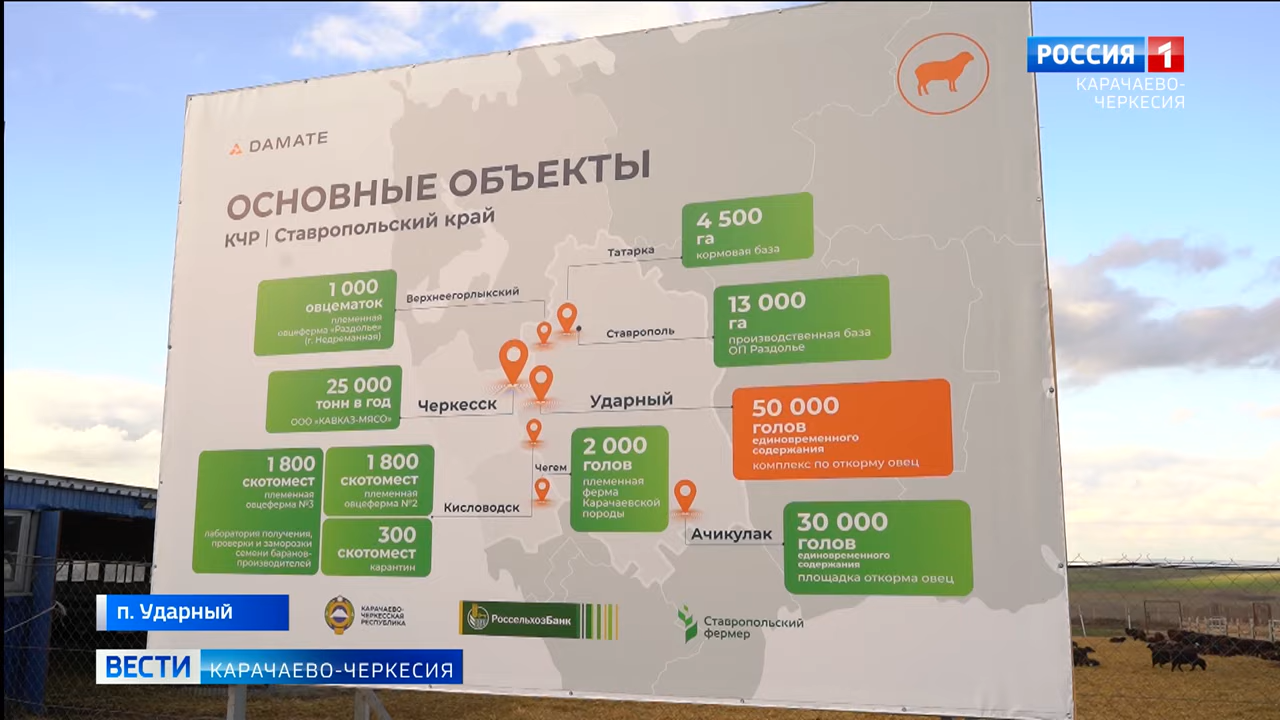 РОССИЯ 1
КАРАЧАЕВО-
ЧЕРКЕСИЯ
DAMATE
ОСНОВНЫЕ ОБЪЕКТЫ
КЧР | Ставропольский край
Татарка
4 500
га
кормовая база
1 000
овцематок
племенная
овцеферма «Раздолье»
(г. Недреманная)
Верхнеегорлыкский
Ставрополь
13 000
га
производственная база
ОП Раздолье
25 000
тонн в год
ООО «КАВКАЗ-МЯСО»
Черкесск
Ударный
50 000
голов
единовременного
содержания
комплекс по откорму овец
1 800
скотомест
племенная
овцеферма №3
лаборатория получения,
проверки и заморозки
семени баранов-
производителей
1 800
скотомест
племенная
овцеферма №2
300
скотомест
карантин
Кисловодск
Чегем
2 000
голов
племенная
ферма
Карачаевской
породы
Ачикулак
30 000
голов
единовременного
содержания
площадка откорма овец
КАРАЧАЕВО-
ЧЕРКЕССКАЯ
РЕСПУБЛИКА
РоссельхозБанк
Ставропольский
фермер
п. Ударный
ВЕСТИ КАРАЧАЕВО-ЧЕРКЕСИЯ